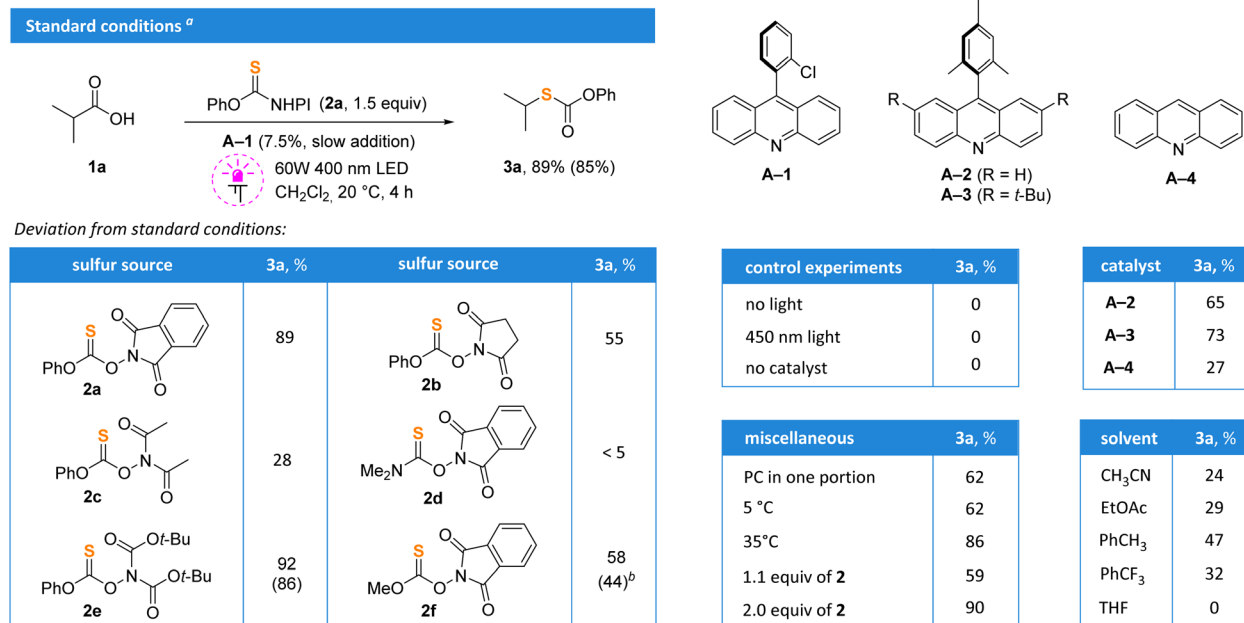 Standard conditions a
O
OH
1a
S
PhO NHPI (2a, 1.5 equiv)
A–1 (7.5%, slow addition)
60W 400 nm LED
CH2Cl2, 20 °C, 4 h
S OPh
O
3a, 89% (85%)
Cl
N
A–1
R R
N
A–2 (R = H)
A–3 (R = t-Bu)
N
A–4
Deviation from standard conditions:
sulfur source 3a, % sulfur source 3a, %
O
S
PhO O N
O
2a
89
O
S
PhO O N
O
2b
55
O
S
PhO O N
O
2c
28
O
S
Me2N O N
O
2d
< 5
O Ot-Bu
S
Ot-Bu
PhO O N
O
2e
92
(86)
O
S
MeO O N
O
2f
58
(44)b
control experiments 3a, %
no light 0
450 nm light 0
no catalyst 0
catalyst 3a, %
A–2 65
A–3 73
A–4 27
miscellaneous 3a, %
PC in one portion 62
5 °C 62
35°C 86
1.1 equiv of 2 59
2.0 equiv of 2 90
solvent 3a, %
CH3CN 24
EtOAc 29
PhCH3 47
PhCF3 32
THF 0